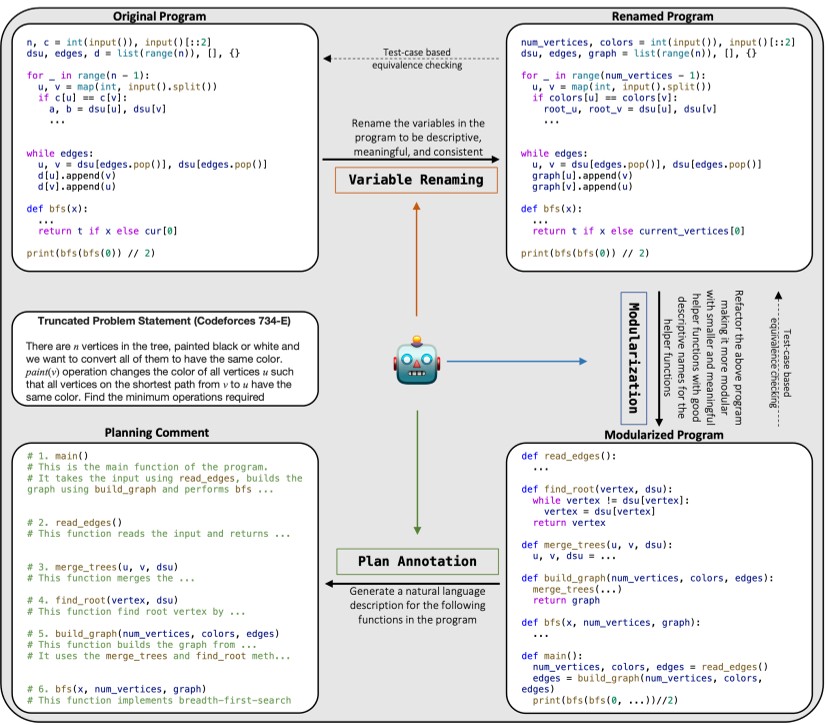 Original Program
n, c = int(input()), input()[::2]
dsu, edges, d = list(range(n)), [], {}
for _ in range(n - 1):
u, v = map(int, input().split())
if c[u] == c[v]:
a, b = dsu[u], dsu[v]
...
while edges:
u, v = dsu[edges.pop()], dsu[edges.pop()]
d[u].append(v)
d[v].append(u)
def bfs(x):
...
return t if x else cur[0]
print(bfs(bfs(0)) // 2)
Test-case based
equivalence checking
Rename the variables in the
program to be descriptive,
meaningful, and consistent
Variable Renaming
Renamed Program
num_vertices, colors = int(input()), input()[::2]
dsu, edges, graph = list(range(n)), [], {}
for _ in range(num_vertices - 1):
u, v = map(int, input().split())
if colors[u] == colors[v]:
root_u, root_v = dsu[u], dsu[v]
...
while edges:
u, v = dsu[edges.pop()], dsu[edges.pop()]
graph[u].append(v)
graph[v].append(u)
def bfs(x):
...
return t if x else current_vertices[0]
print(bfs(bfs(0)) // 2)
Truncated Problem Statement (Codeforces 734-E)
There are n vertices in the tree, painted black or white and
we want to convert all of them to have the same color.
paint(v) operation changes the color of all vertices u such
that all vertices on the shortest path from v to u have the
same color. Find the minimum operations required
Modularization
Refactor the above program
making it more modular
with smaller and meaningful
helper functions with good
descriptive names for the
helper functions
Test-case based
equivalence checking
Planning Comment
# 1. main()
# This is the main function of the program.
# It takes the input using read_edges, builds the
graph using build_graph and performs bfs ...
# 2. read_edges()
# This function reads the input and returns ...
# 3. merge_trees(u, v, dsu)
# This function merges the ...
# 4. find_root(vertex, dsu)
# This function find root vertex by ...
# 5. build_graph(num_vertices, colors, edges)
# This function builds the graph from ...
# It uses the merge_trees and find_root meth...
# 6. bfs(x, num_vertices, graph)
# This function implements breadth-first-search
Plan Annotation
Generate a natural language
description for the following
functions in the program
Modularized Program
def read_edges():
...
def find_root(vertex, dsu):
while vertex != dsu[vertex]:
vertex = dsu[vertex]
return vertex
def merge_trees(u, v, dsu):
u, v, dsu = ...
def build_graph(num_vertices, colors, edges):
merge_trees(...)
return graph
def bfs(x, num_vertices, graph):
...
def main():
num_vertices, colors, edges = read_edges()
edges = build_graph(num_vertices, colors,
edges)
print(bfs(bfs(0, ...))//2)